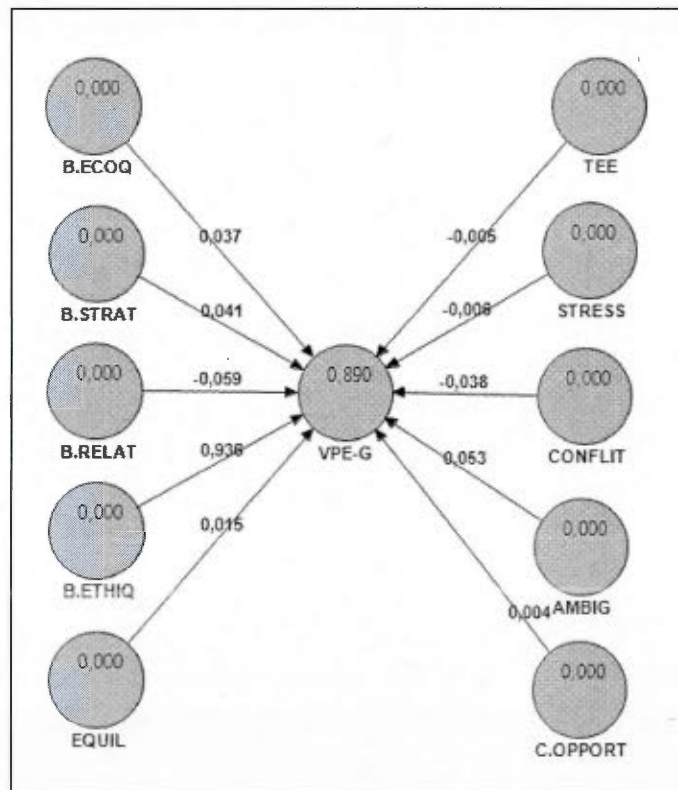 0,000
B.ECOQ
0,037
0,000
B.STRAT
0,041
0,000
B.RELAT
-0,059
0,000
B.ETHIQ
0,936
0,000
EQUIL
0,015
0,890
VPE-G
0,000
TEE
-0,005
0,000
STRESS
-0,008
0,000
CONFLIT
-0,038
0,000
AMBIG
0,053
0,000
C.OPPORT
0,004